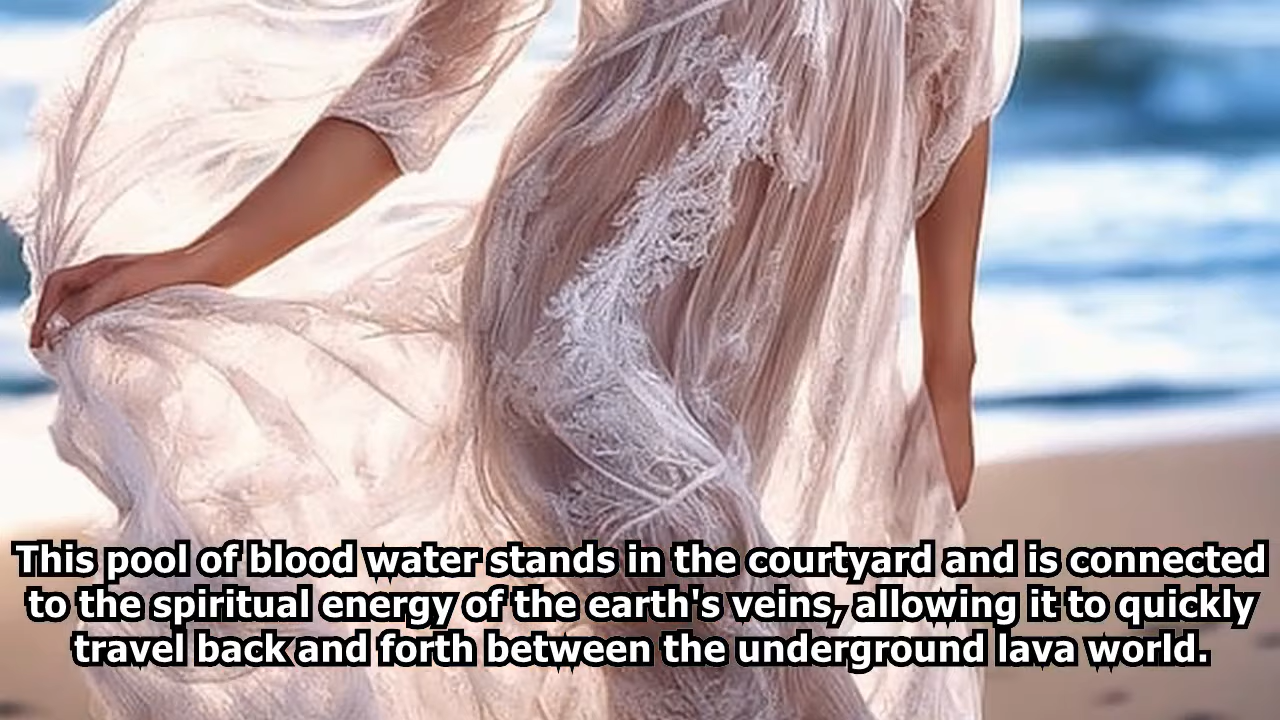 This pool of blood water stands in the courtyard and is connected
to the spiritual energy of the earth's veins, allowing it to quickly
travel back and forth between the underground lava world.